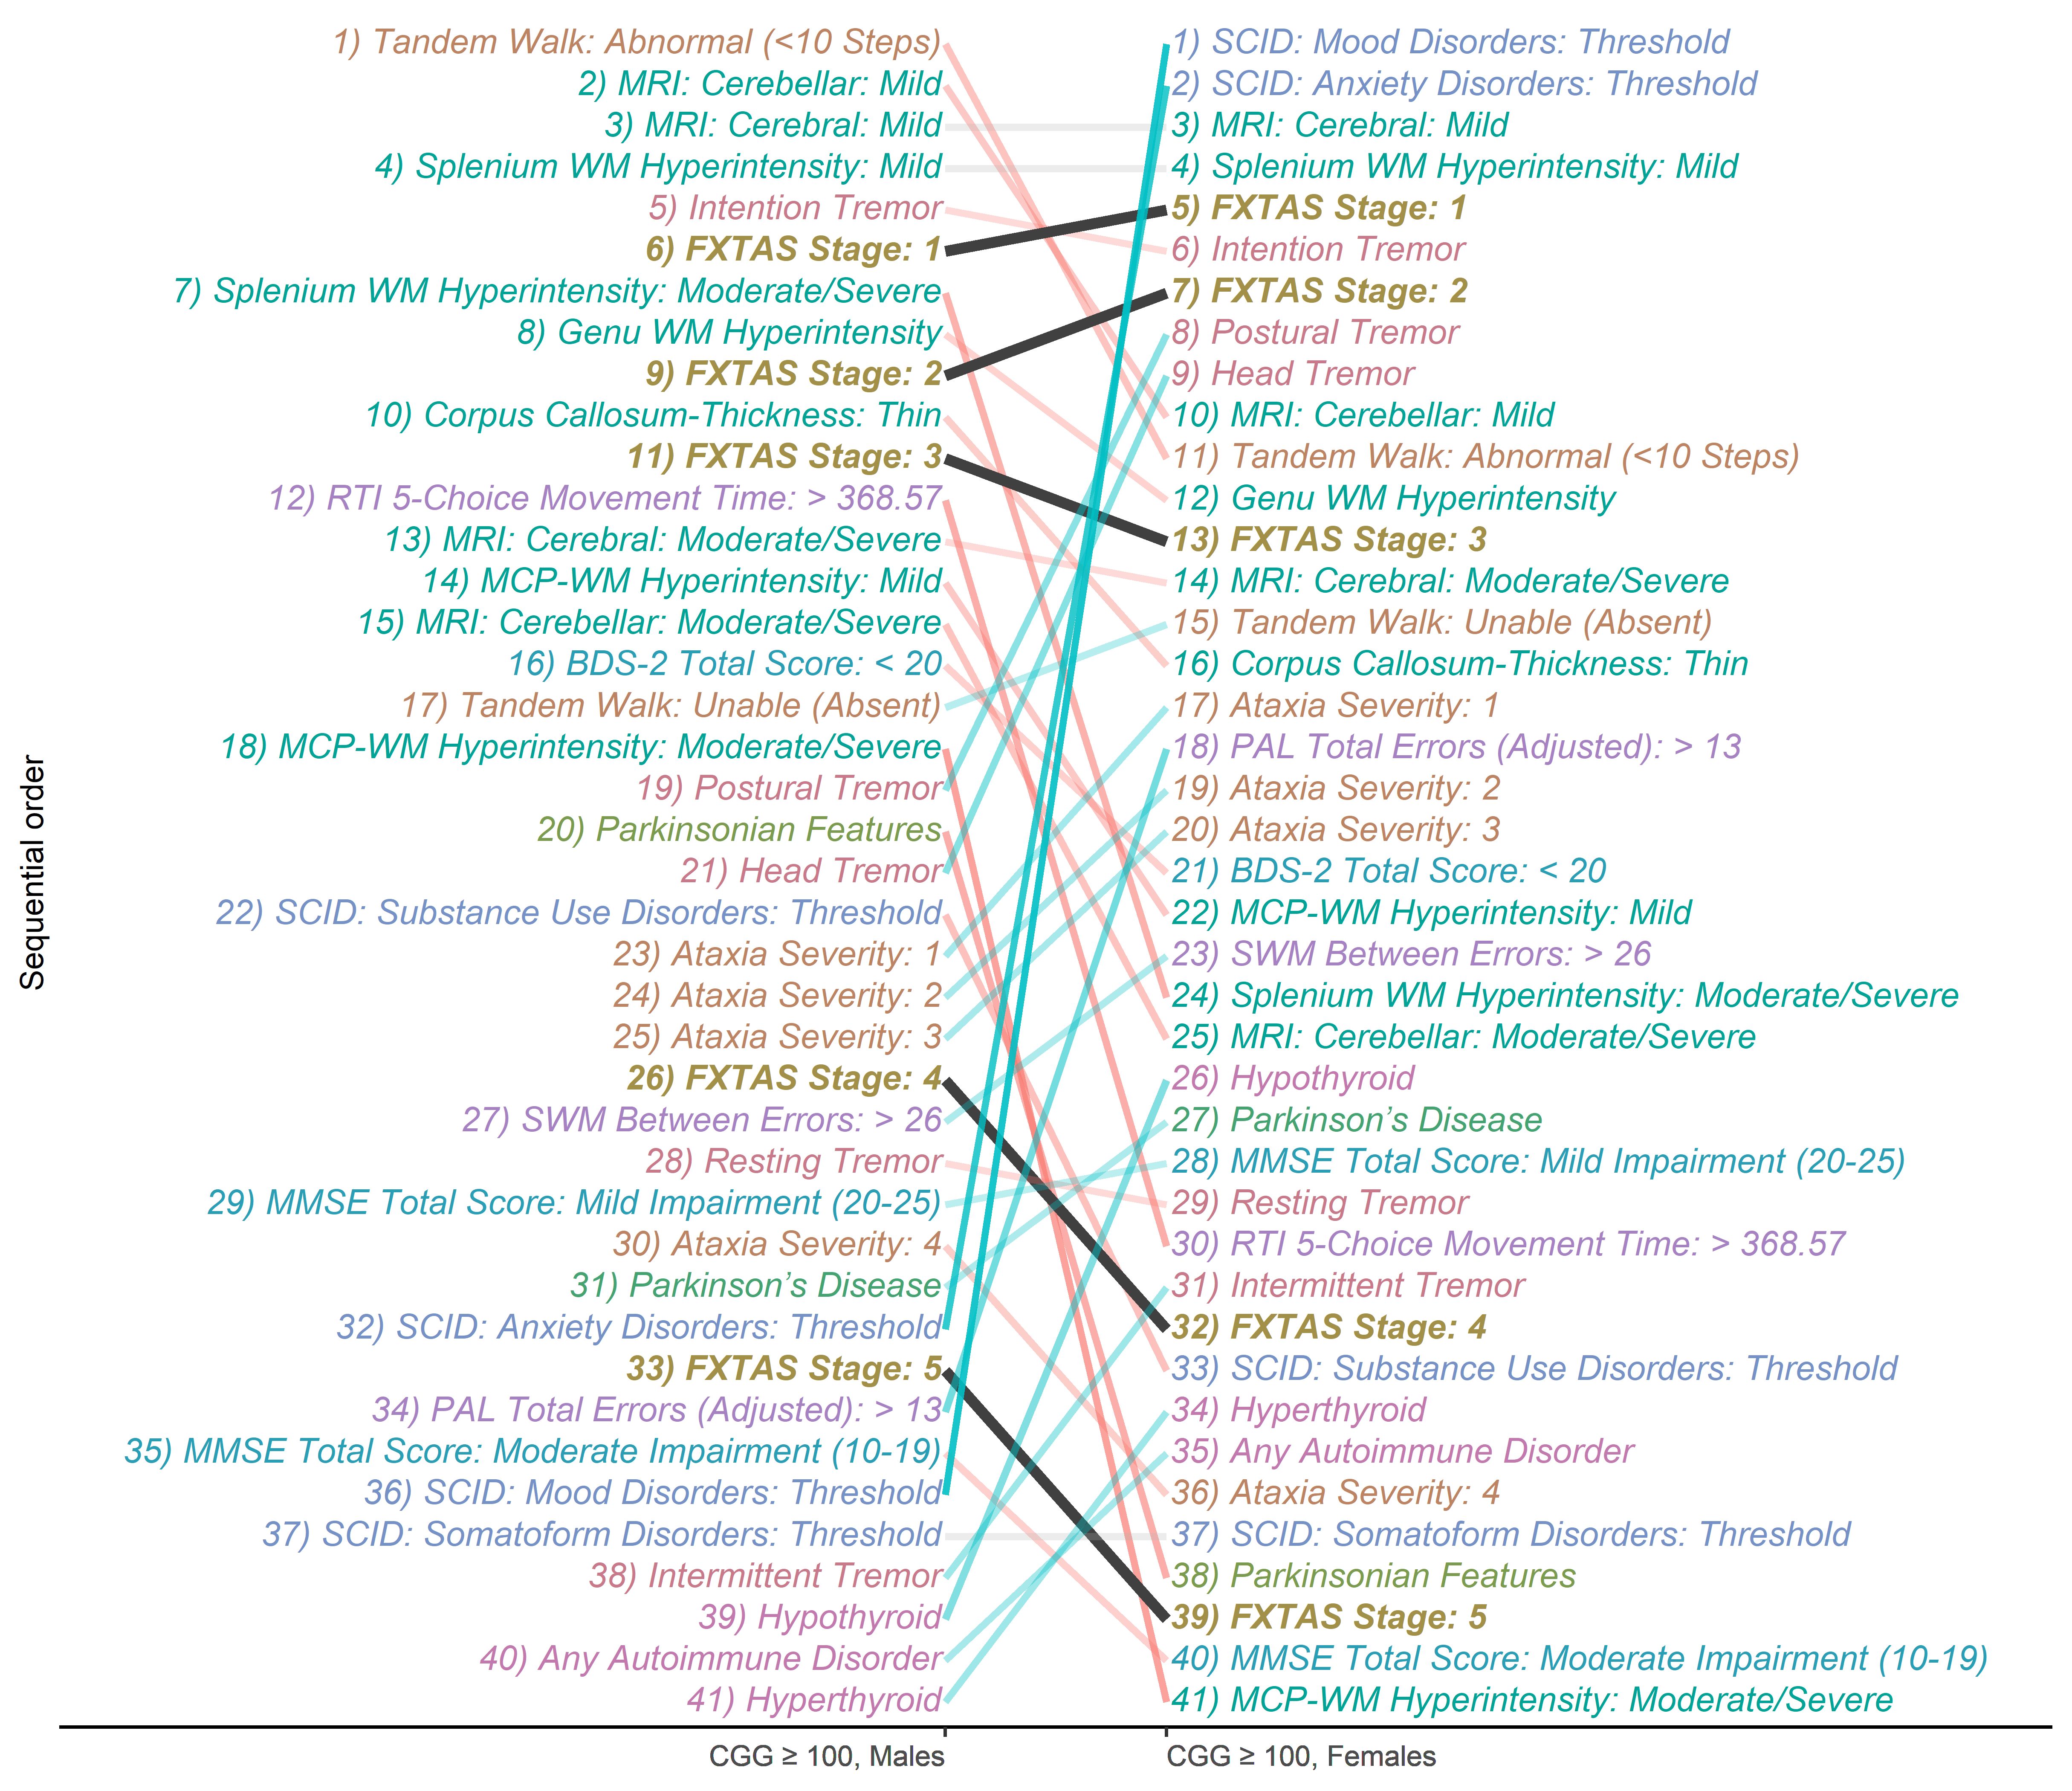 Sequential order
1) Tandem Walk: Abnormal (<10 Steps)
2) MRI: Cerebellar: Mild
3) MRI: Cerebral: Mild
4) Splenium WM Hyperintensity: Mild
5) Intention Tremor
6) FXTAS Stage: 1
7) Splenium WM Hyperintensity: Moderate/Severe
8) Genu WM Hyperintensity
9) FXTAS Stage: 2
10) Corpus Callosum-Thickness: Thin
11) FXTAS Stage: 3
12) RTI 5-Choice Movement Time: > 368.57
13) MRI: Cerebral: Moderate/Severe
14) MCP-WM Hyperintensity: Mild
15) MRI: Cerebellar: Moderate/Severe
16) BDS-2 Total Score: < 20
17) Tandem Walk: Unable (Absent)
18) MCP-WM Hyperintensity: Moderate/Severe
19) Postural Tremor
20) Parkinsonian Features
21) Head Tremor
22) SCID: Substance Use Disorders: Threshold
23) Ataxia Severity: 1
24) Ataxia Severity: 2
25) Ataxia Severity: 3
26) FXTAS Stage: 4
27) SWM Between Errors: > 26
28) Resting Tremor
29) MMSE Total Score: Mild Impairment (20-25)
30) Ataxia Severity: 4
31) Parkinson’s Disease
32) SCID: Anxiety Disorders: Threshold
33) FXTAS Stage: 5
34) PAL Total Errors (Adjusted): > 13
35) MMSE Total Score: Moderate Impairment (10-19)
36) SCID: Mood Disorders: Threshold
37) SCID: Somatoform Disorders: Threshold
38) Intermittent Tremor
39) Hypothyroid
40) Any Autoimmune Disorder
41) Hyperthyroid
CGG ≥ 100, Males
1) SCID: Mood Disorders: Threshold
2) SCID: Anxiety Disorders: Threshold
3) MRI: Cerebral: Mild
4) Splenium WM Hyperintensity: Mild
5) FXTAS Stage: 1
6) Intention Tremor
7) FXTAS Stage: 2
8) Postural Tremor
9) Head Tremor
10) MRI: Cerebellar: Mild
11) Tandem Walk: Abnormal (<10 Steps)
12) Genu WM Hyperintensity
13) FXTAS Stage: 3
14) MRI: Cerebral: Moderate/Severe
15) Tandem Walk: Unable (Absent)
16) Corpus Callosum-Thickness: Thin
17) Ataxia Severity: 1
18) PAL Total Errors (Adjusted): > 13
19) Ataxia Severity: 2
20) Ataxia Severity: 3
21) BDS-2 Total Score: < 20
22) MCP-WM Hyperintensity: Mild
23) SWM Between Errors: > 26
24) Splenium WM Hyperintensity: Moderate/Severe
25) MRI: Cerebellar: Moderate/Severe
26) Hypothyroid
27) Parkinson’s Disease
28) MMSE Total Score: Mild Impairment (20-25)
29) Resting Tremor
30) RTI 5-Choice Movement Time: > 368.57
31) Intermittent Tremor
32) FXTAS Stage: 4
33) SCID: Substance Use Disorders: Threshold
34) Hyperthyroid
35) Any Autoimmune Disorder
36) Ataxia Severity: 4
37) SCID: Somatoform Disorders: Threshold
38) Parkinsonian Features
39) FXTAS Stage: 5
40) MMSE Total Score: Moderate Impairment (10-19)
41) MCP-WM Hyperintensity: Moderate/Severe
CGG ≥ 100, Females